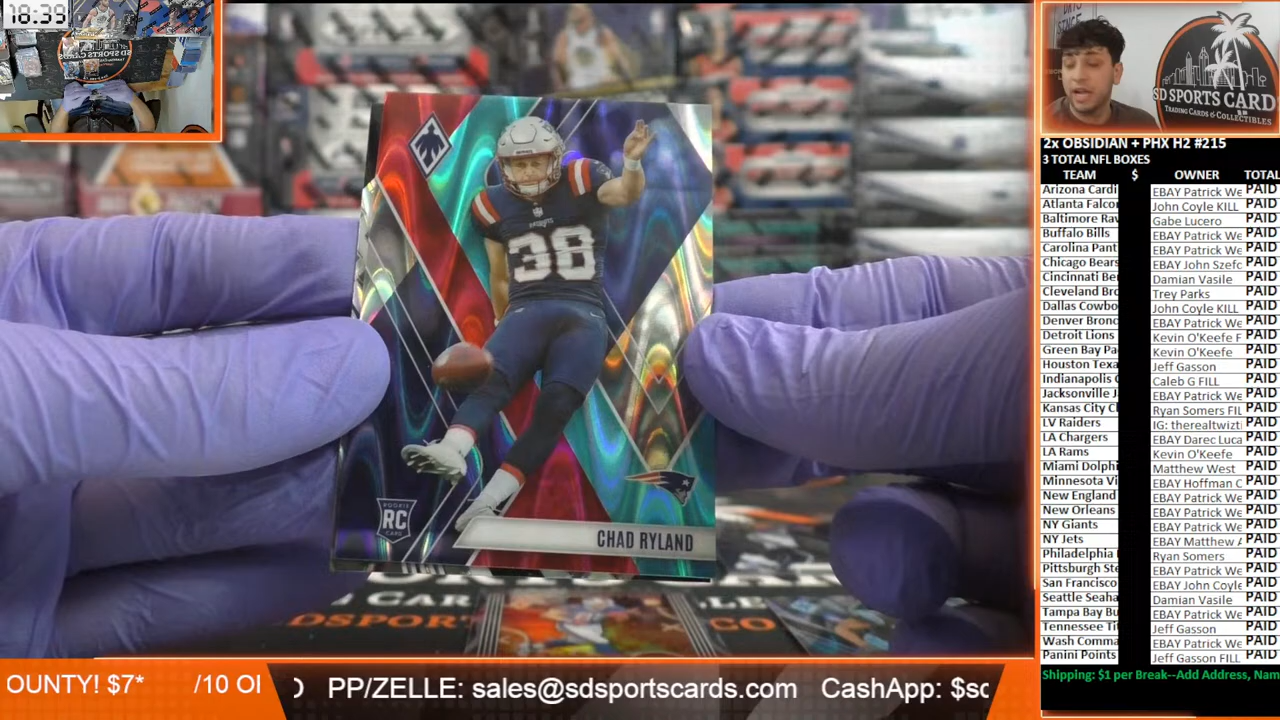 18:39
SD SPORTS CARD
TRADING CARDS & COLLECTIBLES
2x OBSIDIAN + PHX H2 #215
3 TOTAL NFL BOXES
TEAM $ OWNER TOTAL
Arizona Cardi EBAY Patrick We PAID
Atlanta Falcor John Coyle KILL PAID
Baltimore Rav Gabe Lucero PAID
Buffalo Bills EBAY Patrick We PAID
Carolina Pant EBAY Patrick We PAID
Chicago Bears EBAY John Szefc PAID
Cincinnati Be Damian Vasile PAID
Cleveland Bro Trey Parks PAID
Dallas Cowbo John Coyle KILL PAID
Denver Bronc EBAY Patrick We PAID
Detroit Lions Kevin O'Keefe F PAID
Green Bay Pa Kevin O'Keefe PAID
Houston Texa Jeff Gasson PAID
Indianapolis C Caleb G FILL PAID
Jacksonville J EBAY Patrick We PAID
Kansas City Cl Ryan Somers FIL PAID
LV Raiders IG: therealtwizti PAID
LA Chargers EBAY Darec Luca PAID
LA Rams Kevin O'Keefe PAID
Miami Dolphi Matthew West PAID
Minnesota Vi EBAY Hoffman C PAID
New England EBAY Patrick We PAID
New Orleans EBAY Patrick We PAID
NY Giants EBAY Patrick We PAID
NY Jets EBAY Matthew A PAID
Philadelphia Ryan Somers PAID
Pittsburgh Ste EBAY Patrick We PAID
San Francisco EBAY John Coyle PAID
Seattle Seaha Damian Vasile PAID
Tampa Bay Bu EBAY Patrick We PAID
Tennessee Tit Jeff Gasson PAID
Wash Comma EBAY Patrick We PAID
Panini Points Jeff Gasson FILL PAID
Shipping: $1 per Break--Add Address, Nam
PATRIOTS
38
ROOKIE
RC
CARD
CHAD RYLAND
OUNTY! $7* /10 OI
PP/ZELLE: sales@sdsportscards.com CashApp: $sc